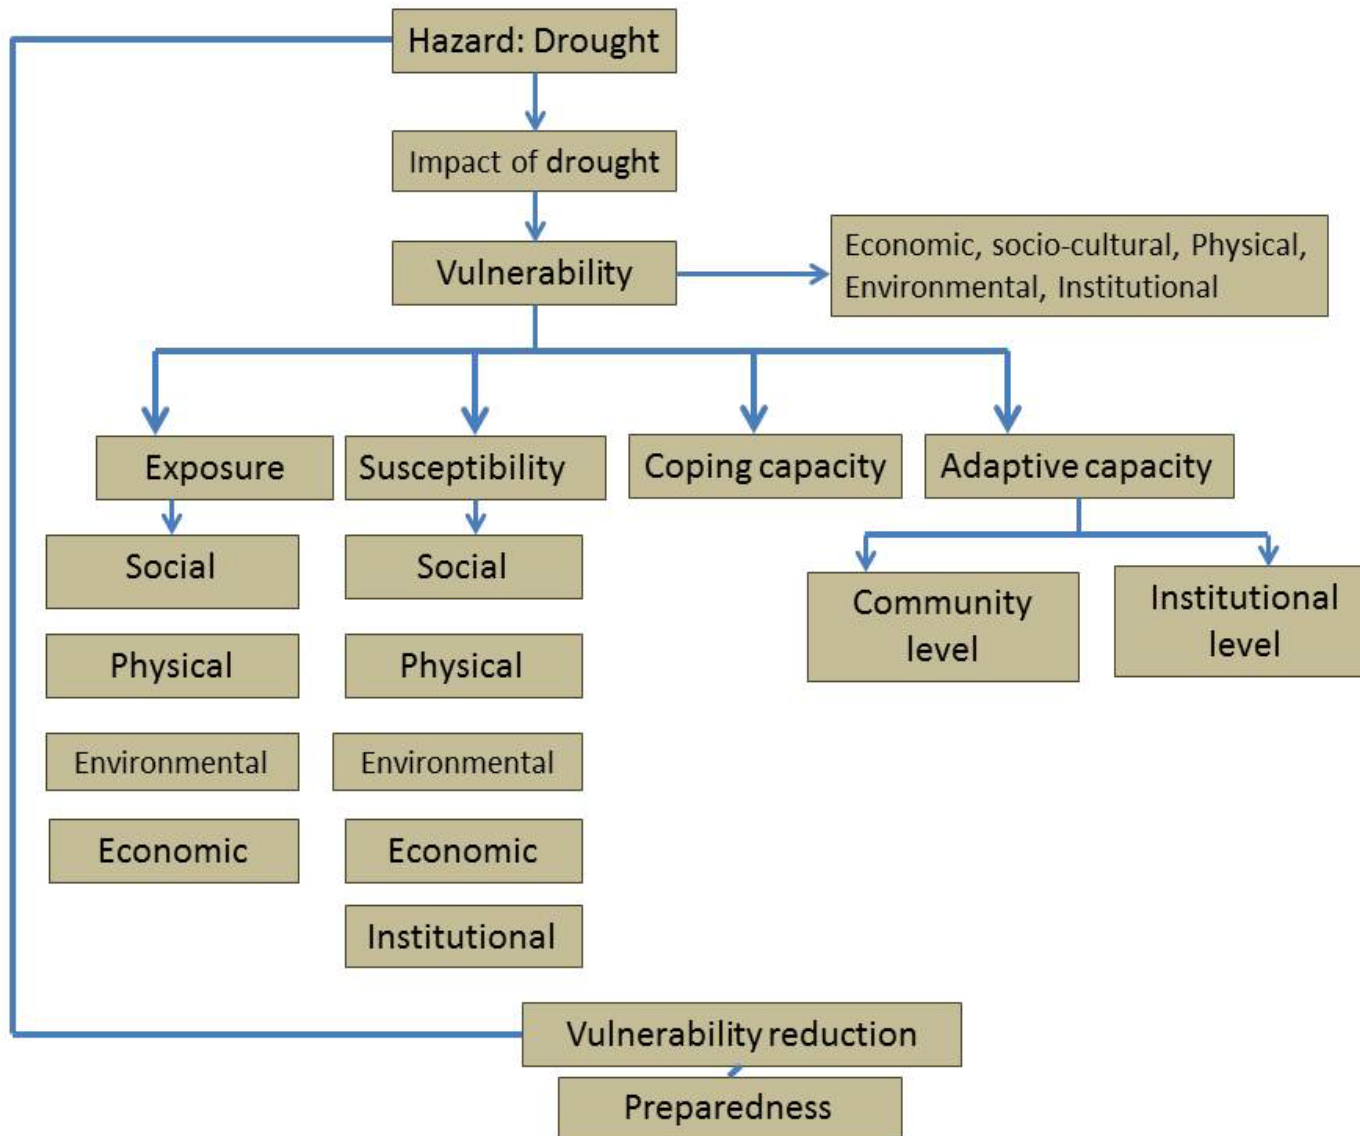 Hazard: Drought
Impact of drought
Vulnerability
Economic, socio-cultural, Physical,
Environmental, Institutional
Exposure
Susceptibility
Coping capacity
Adaptive capacity
Social
Social
Community
level
Institutional
level
Physical
Physical
Environmental
Environmental
Economic
Economic
Institutional
Vulnerability reduction
Preparedness